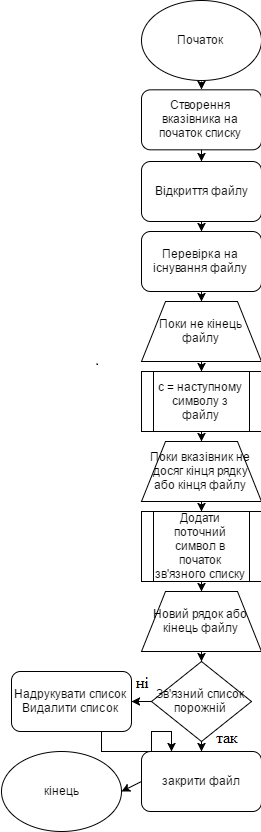 Початок
Створення
вказівника на
початок списку
Відкриття файлу
Перевірка на
існування файлу
Поки не кінець
файлу
с = наступному
символу з
файлу
Поки вказівник не
досяг кінця рядку
або кінця файлу
Додати
поточний
символ в
початок
зв'язного списку
Новий рядок або
кінець файлу
Зв'язний список
порожній
ні
так
Надрукувати список
Видалити список
закрити файл
кінець